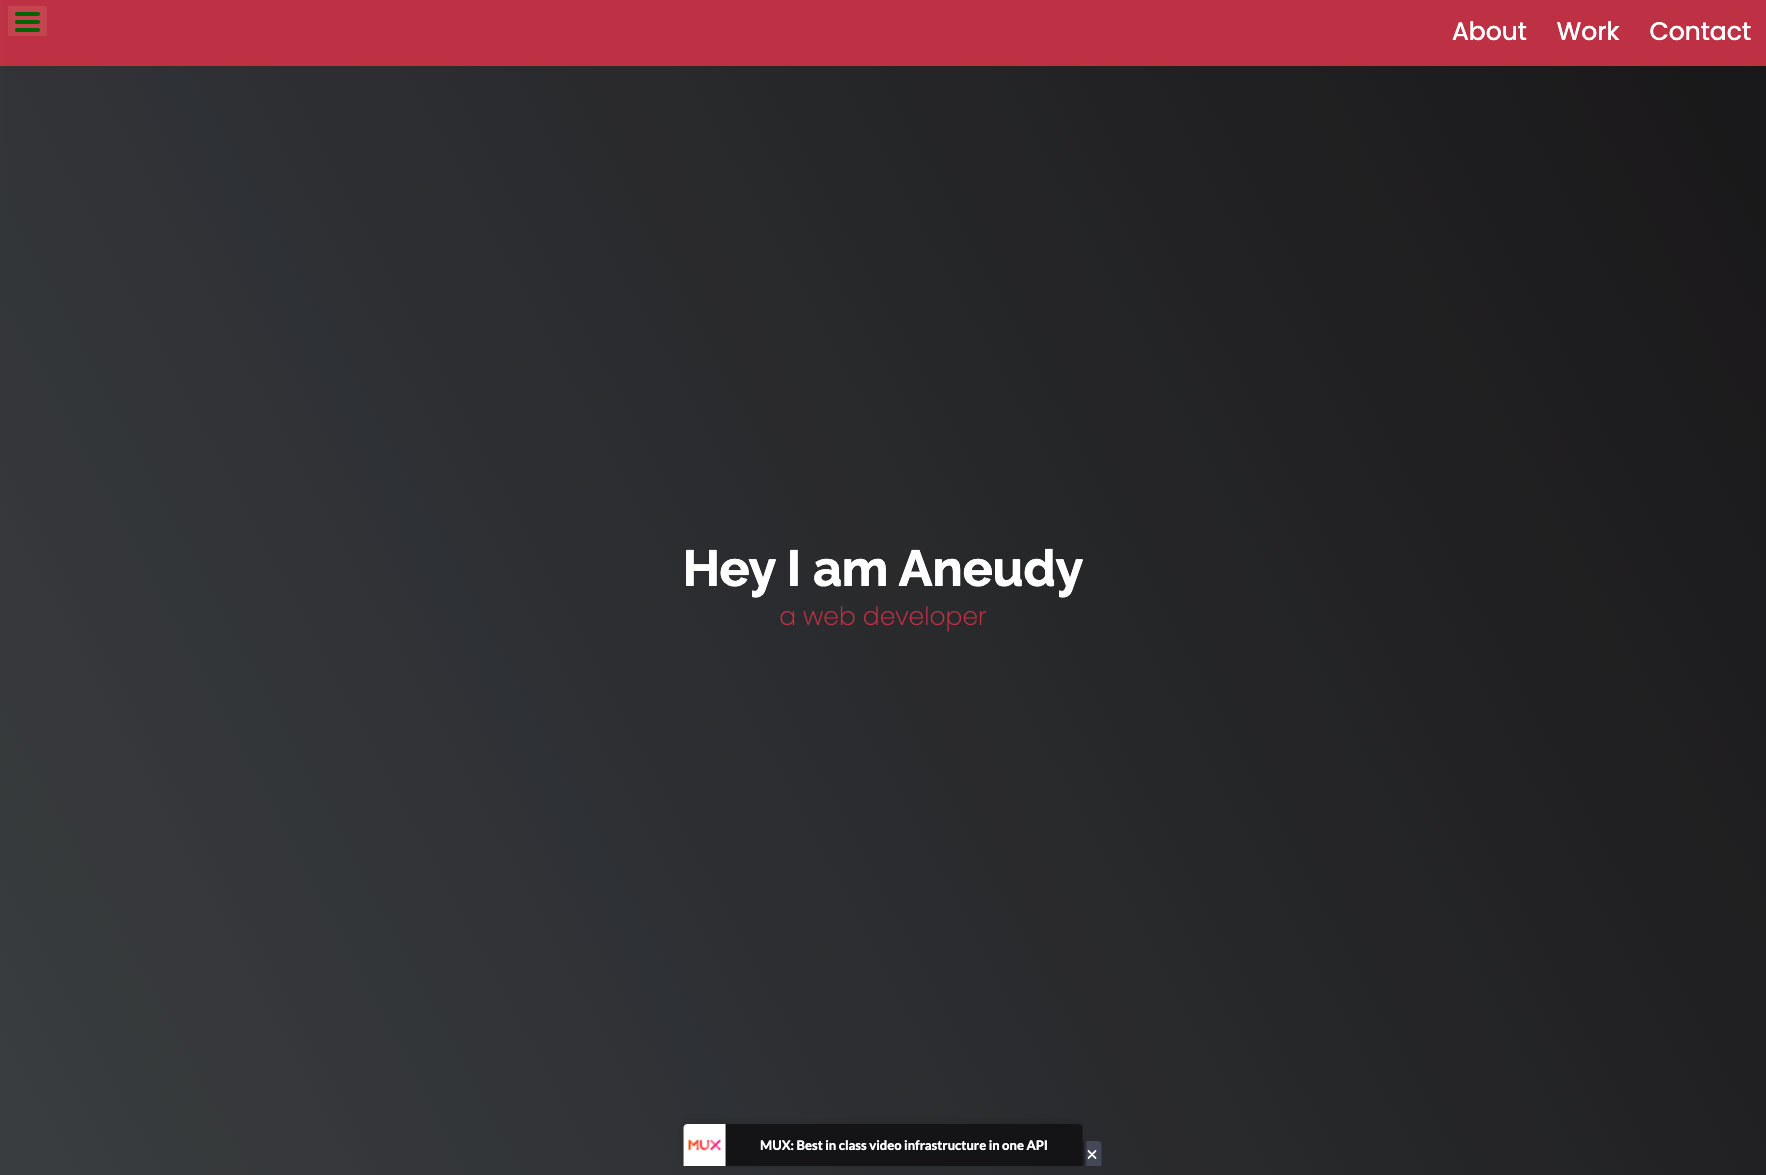 About Work Contact
Hey I am Aneudy
a web developer
MUX MUX: Best in class video infrastructure in one API